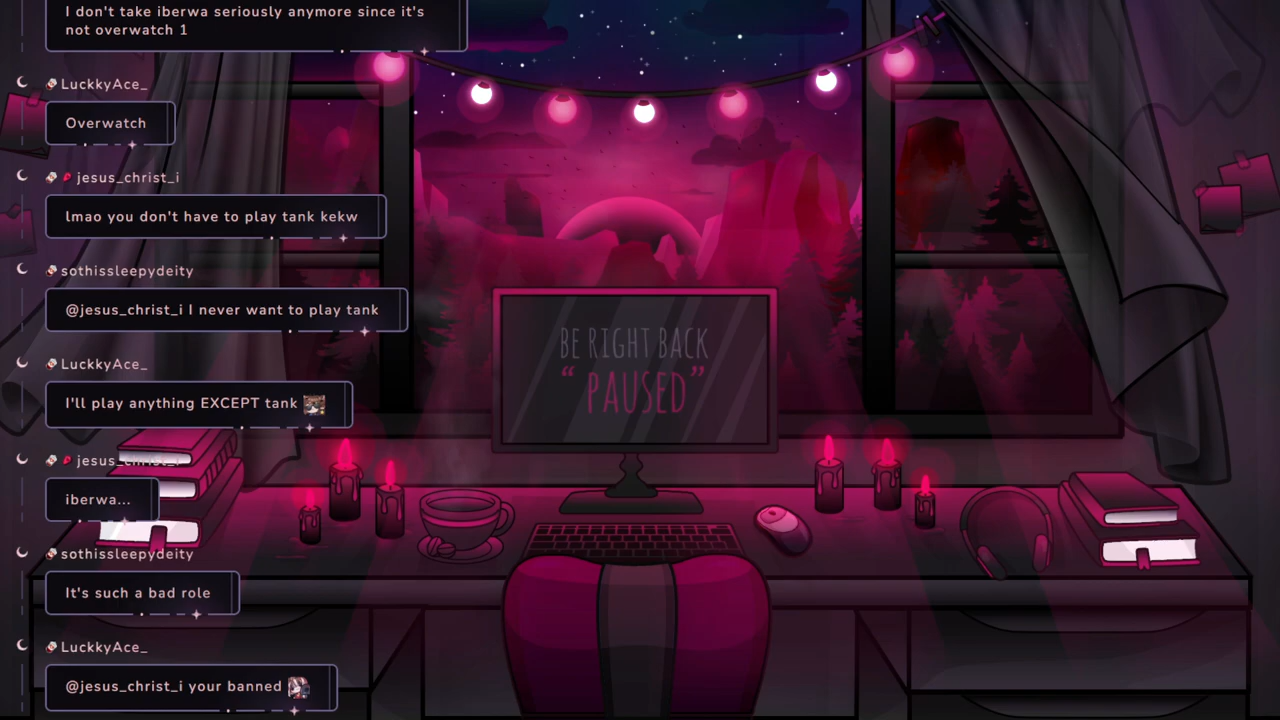 I don't take iberwa seriously anymore since it's
not overwatch 1
LuckkyAce_
Overwatch
jesus_christ_i
lmao you don't have to play tank kekw
sothissleepydeity
@jesus_christ_i I never want to play tank
LuckkyAce_
I'll play anything EXCEPT tank
jesus_christ_i
iberwa...
sothissleepydeity
It's such a bad role
LuckkyAce_
@jesus_christ_i your banned
BE RIGHT BACK
“ PAUSED”